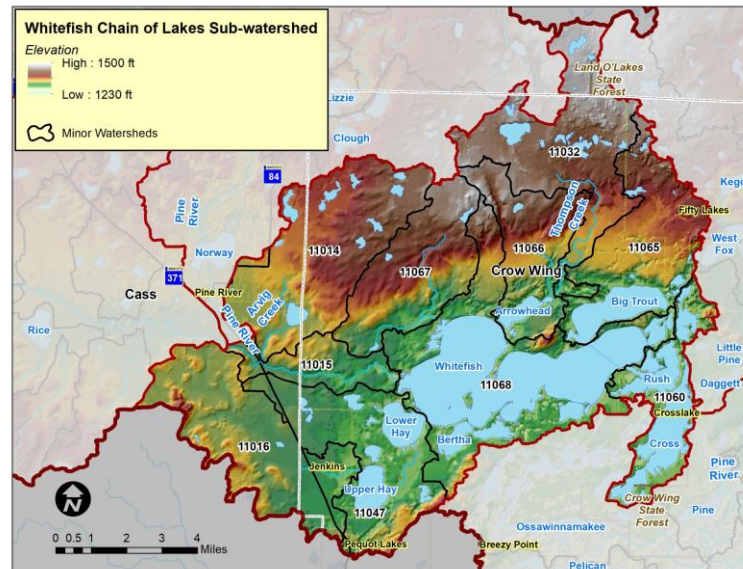 Whitefish Chain of Lakes Sub-watershed
Elevation
High : 1500 ft
Low : 1230 ft
Minor Watersheds
Land O'Lakes
State
Forest
Lizzie
Clough
11032
84
Kego
Pine
River
Thompson
Creek
Fifty Lakes
West
Fox
Norway
11014
11066
11065
11067
371
Crow Wing
Cass
Pine River
Arvig
Creek
Arrowhead
Big Trout
Pine River
Rice
11015
Little
Pine
Whitefish
Rush
Daggett
11068
11060
Crosslake
Lower
Hay
11016
Bertha
Cross
Jenkins
Pine
River
Upper Hay
Crow Wing
State
Forest
Pine
11047
N
Ossawinnamakee
0 0.5 1 2 3 4
Miles
Pequot Lakes
Breezy Point
Pelican